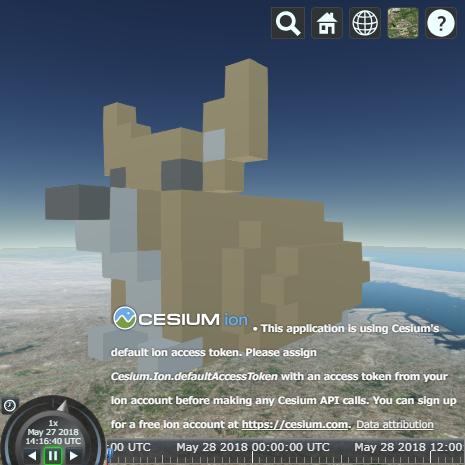 ?
CESIUM ion
• This application is using Cesium's
default ion access token. Please assign
Cesium.Ion.defaultAccessToken with an access token from your
ion account before making any Cesium API calls. You can sign up
for a free ion account at https://cesium.com. Data attribution
1x
May 27 2018
14:16:40 UTC
:00 UTC May 28 2018 00:00:00 UTC May 28 2018 12:00